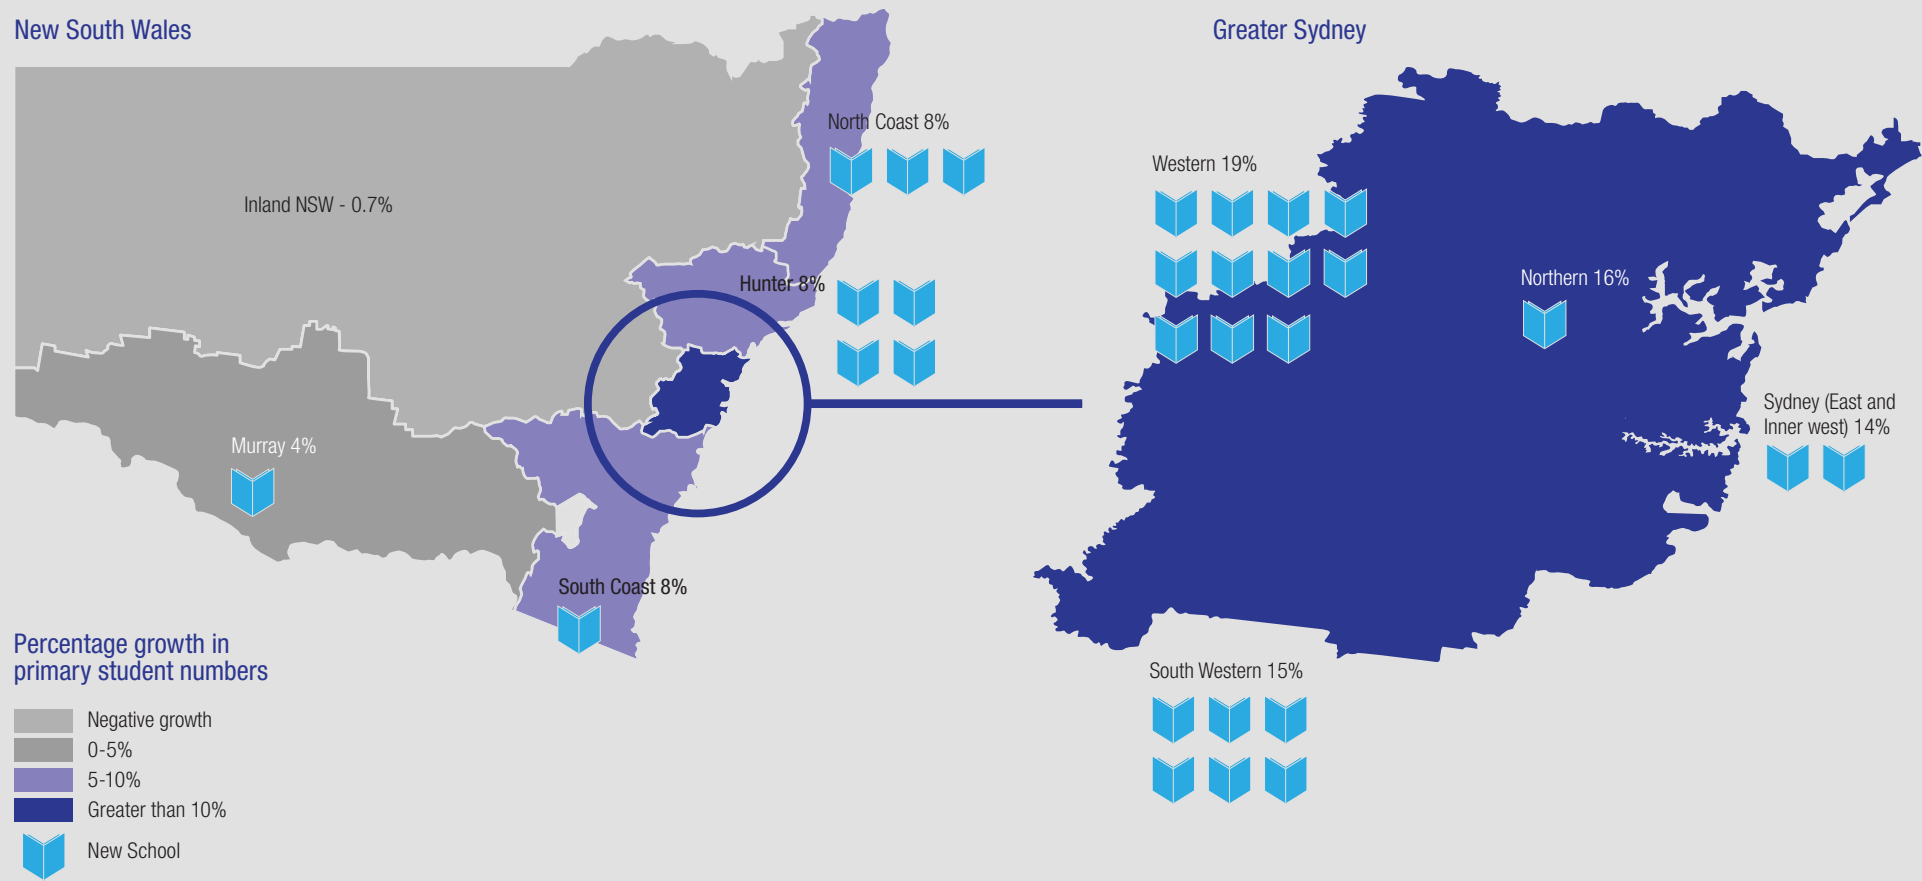 New South Wales
Greater Sydney
North Coast 8%
Inland NSW - 0.7%
Hunter 8%
Murray 4%
South Coast 8%
Western 19%
Northern 16%
Sydney (East and
Inner west) 14%
South Western 15%
Percentage growth in
primary student numbers
Negative growth
0-5%
5-10%
Greater than 10%
New School